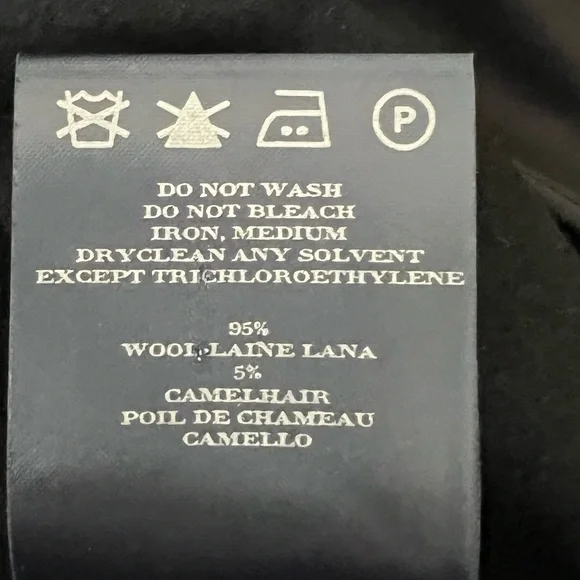 P
DO NOT WASH
DO NOT BLEACH
IRON, MEDIUM
DRYCLEAN ANY SOLVENT
EXCEPT TRICHLOROETHYLENE
95%
WOOL LAINE LANA
5%
CAMELHAIR
POIL DE CHAMEAU
CAMELLO